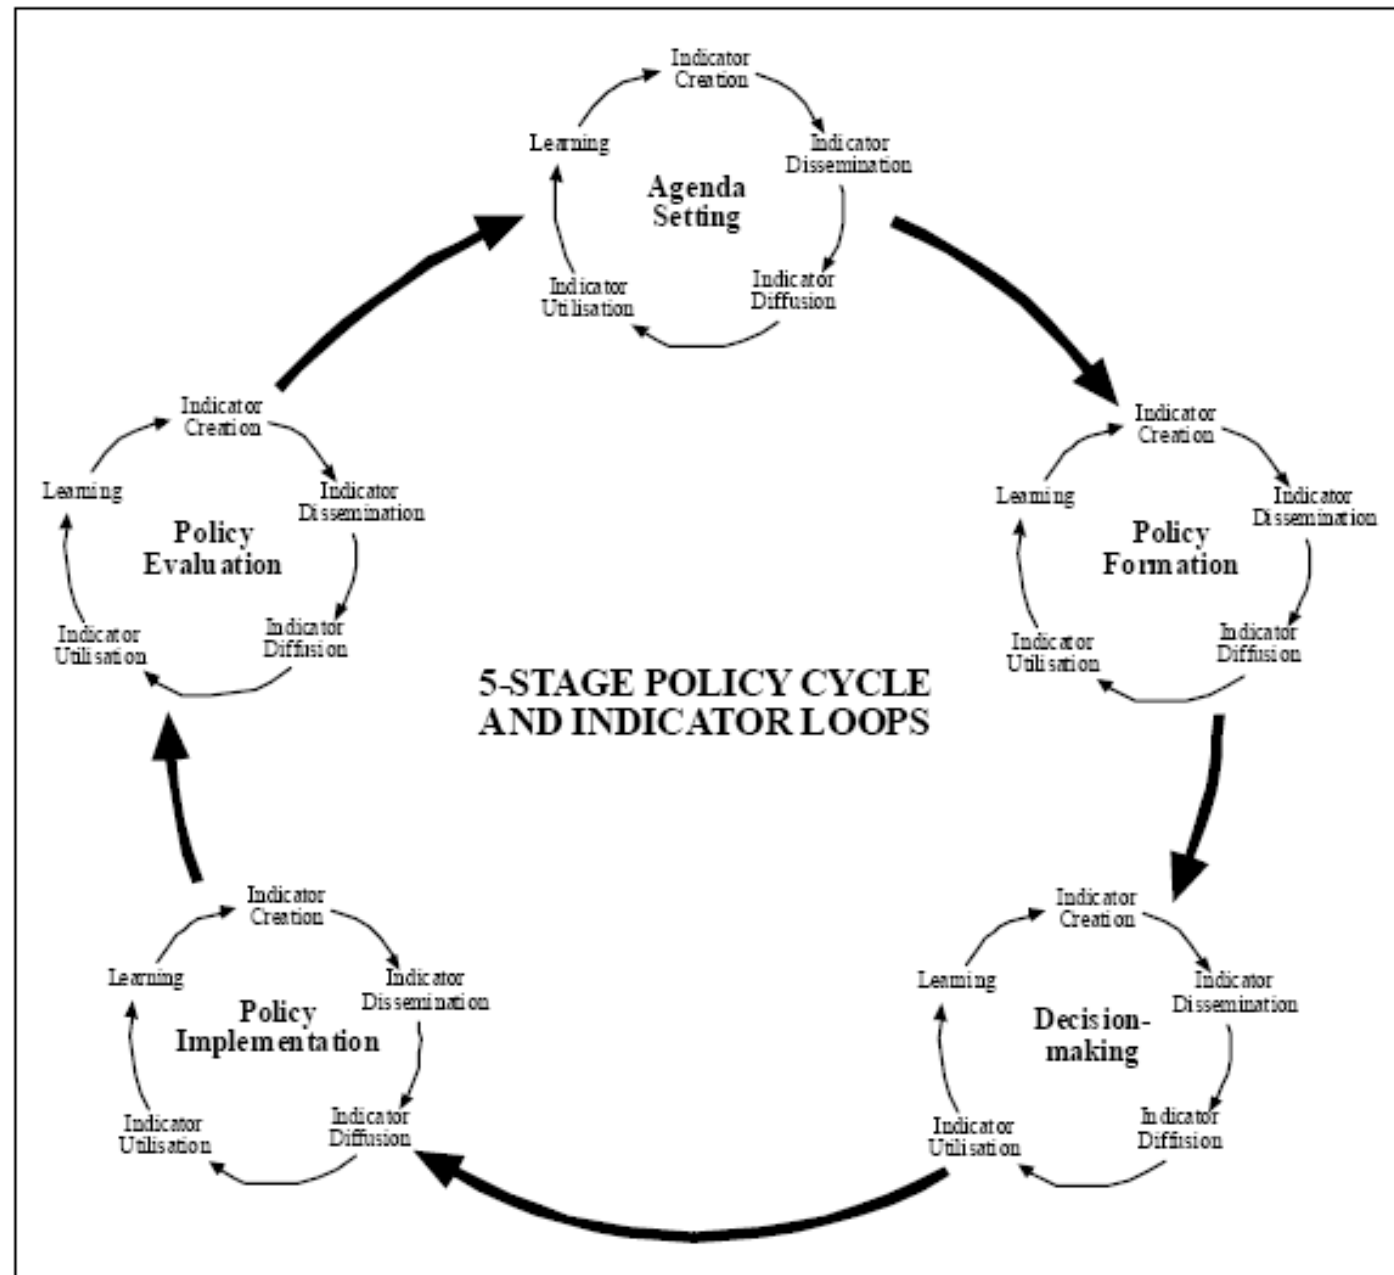 Indicator
Creation
Learning
Indicator
Dissemination
Agenda
Setting
Indicator
Utilisation
Indicator
Diffusion
Indicator
Creation
Learning
Indicator
Dissemination
Policy
Evaluation
Indicator
Utilisation
Indicator
Diffusion
Indicator
Creation
Learning
Indicator
Dissemination
Policy
Formation
Indicator
Utilisation
Indicator
Diffusion
5-STAGE POLICY CYCLE
AND INDICATOR LOOPS
Indicator
Creation
Learning
Indicator
Dissemination
Policy
Implementation
Indicator
Utilisation
Indicator
Diffusion
Indicator
Creation
Learning
Indicator
Dissemination
Decision-
making
Indicator
Utilisation
Indicator
Diffusion